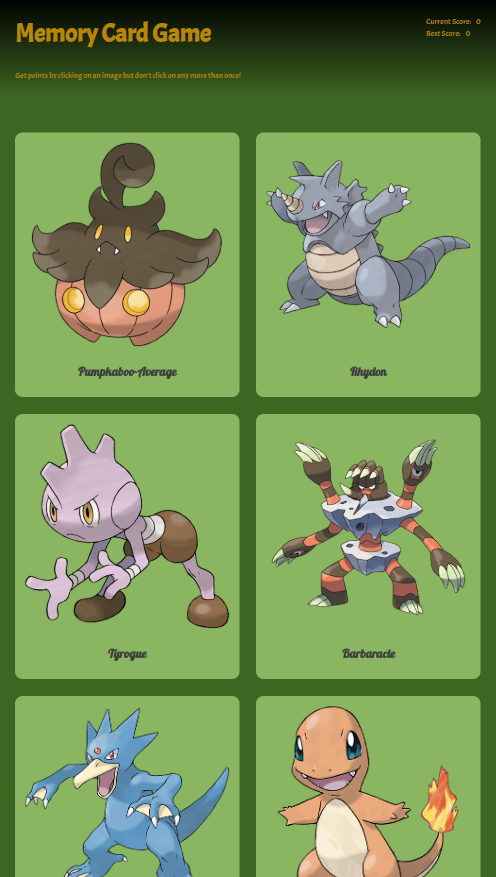 Memory Card Game
Current Score: 0
Best Score: 0
Get points by clicking on an image but don't click on any more than once!
Pumpkaboo-Average
Rhydon
Tyrogue
Barbaracle